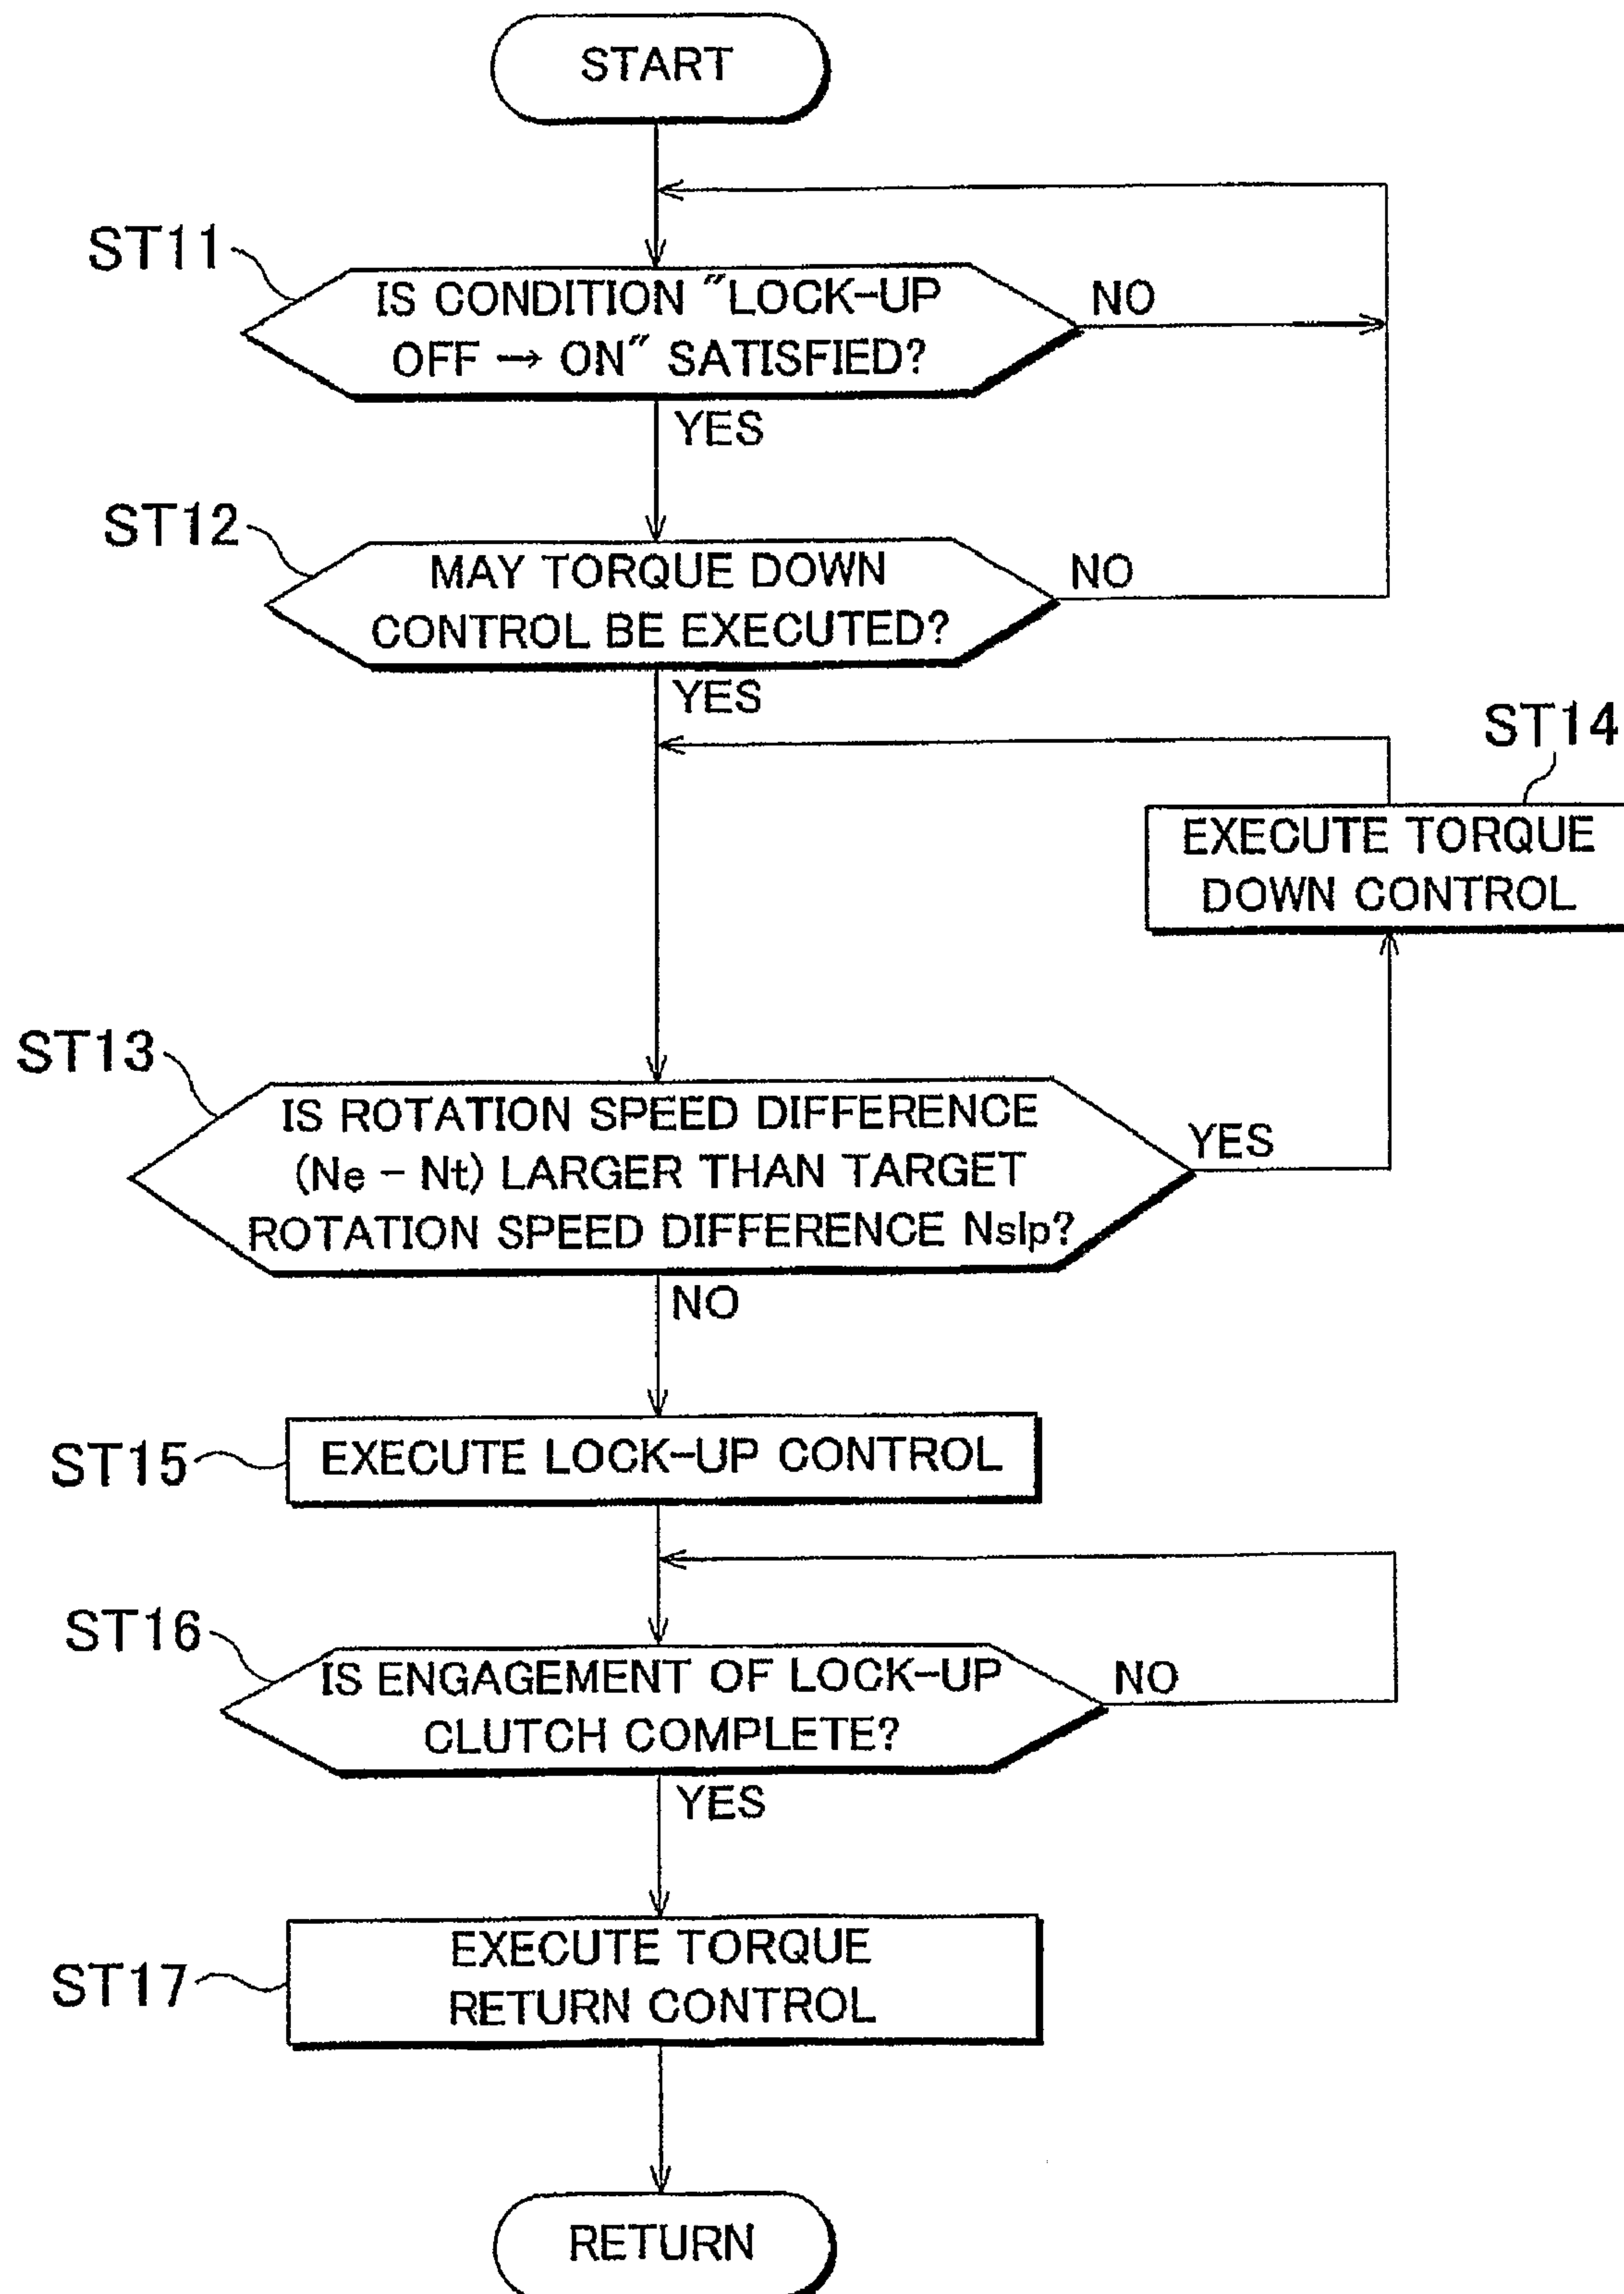 START
ST11
IS CONDITION "LOCK-UP
OFF → ON" SATISFIED?
NO
YES
ST12
MAY TORQUE DOWN
CONTROL BE EXECUTED?
NO
YES
ST14
EXECUTE TORQUE
DOWN CONTROL
ST13
IS ROTATION SPEED DIFFERENCE
(Ne - Nt) LARGER THAN TARGET
ROTATION SPEED DIFFERENCE Nslp?
YES
NO
ST15
EXECUTE LOCK-UP CONTROL
ST16
IS ENGAGEMENT OF LOCK-UP
CLUTCH COMPLETE?
NO
YES
ST17
EXECUTE TORQUE
RETURN CONTROL
RETURN